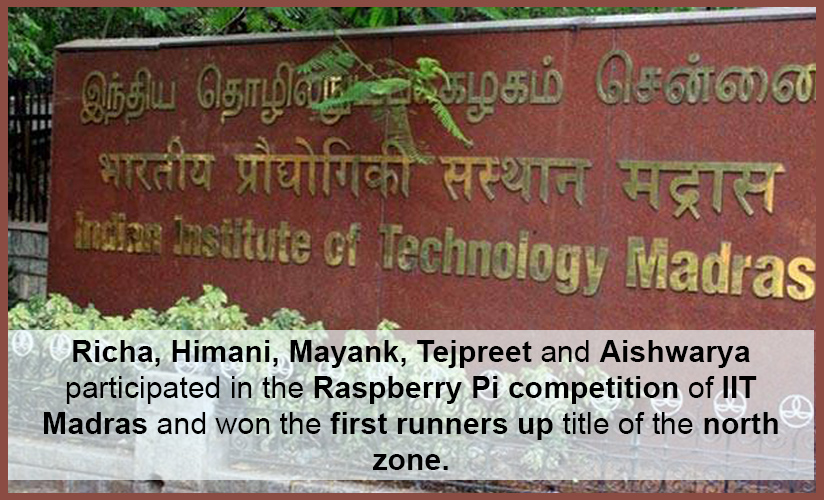 இந்திய கழகம் சென்னை
भारतीय प्रौद्योगिकी संस्थान मद्रास
Indian Institute of Technology Madras
Richa, Himani, Mayank, Tejpreet and Aishwarya
participated in the Raspberry Pi competition of IIT
Madras and won the first runners up title of the north
zone.